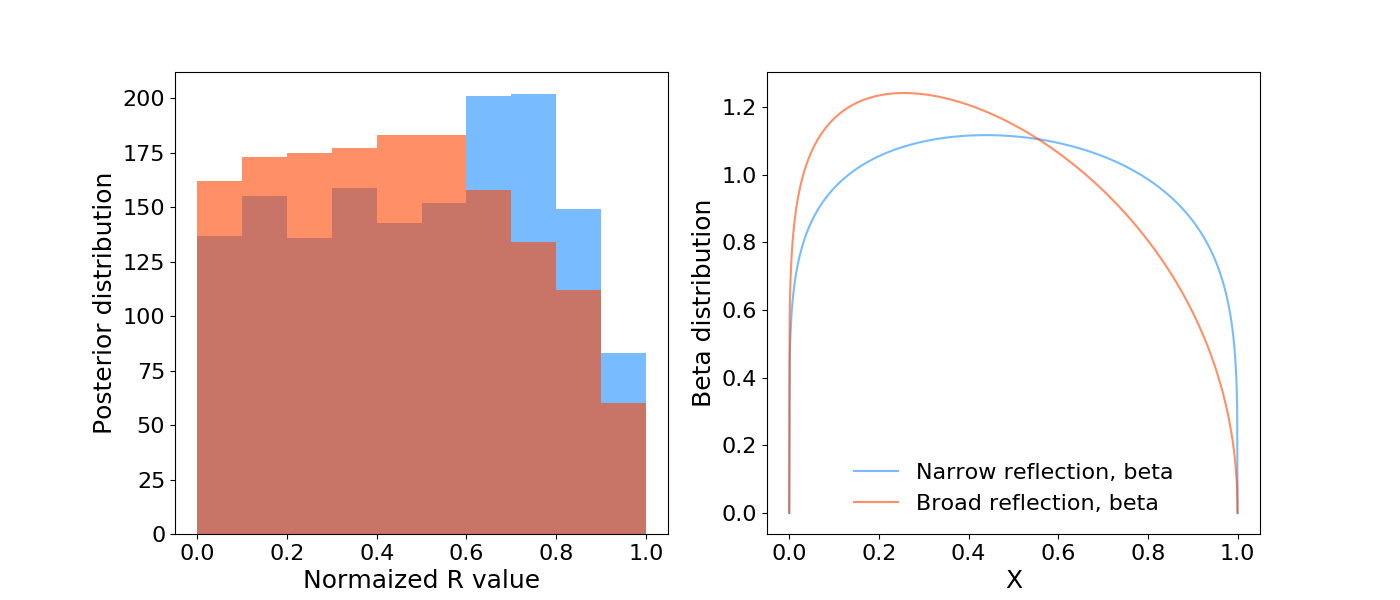 Posterior distribution
200
175
150
125
100
75
50
25
0
0.0 0.2 0.4 0.6 0.8 1.0
Normaized R value
Beta distribution
1.2
1.0
0.8
0.6
0.4
0.2
0.0
Narrow reflection, beta
Broad reflection, beta
0.0 0.2 0.4 0.6 0.8 1.0
X